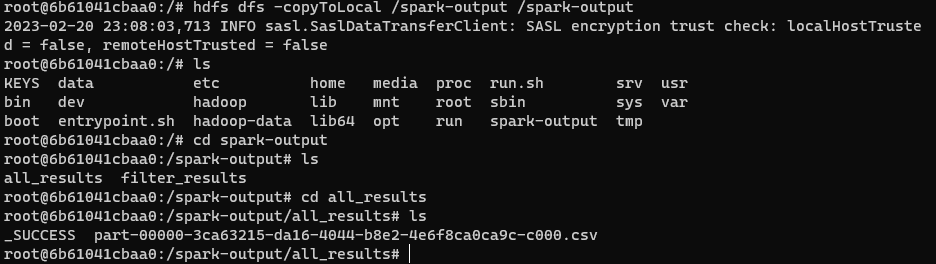 root@6b61041cbaa0:/# hdfs dfs -copyToLocal /spark-output /spark-output
2023-02-20 23:08:03,713 INFO sasl.SaslDataTransferClient: SASL encryption trust check: localHostTruste
d = false, remoteHostTrusted = false
root@6b61041cbaa0:/# ls
KEYS  data           etc          home   media  proc  run.sh        srv  usr
bin   dev            hadoop       lib    mnt    root  sbin          sys  var
boot  entrypoint.sh  hadoop-data  lib64  opt    run   spark-output  tmp
root@6b61041cbaa0:/# cd spark-output
root@6b61041cbaa0:/spark-output# ls
all_results  filter_results
root@6b61041cbaa0:/spark-output# cd all_results
root@6b61041cbaa0:/spark-output/all_results# ls
_SUCCESS  part-00000-3ca63215-da16-4044-b8e2-4e6f8ca0ca9c-c000.csv
root@6b61041cbaa0:/spark-output/all_results#